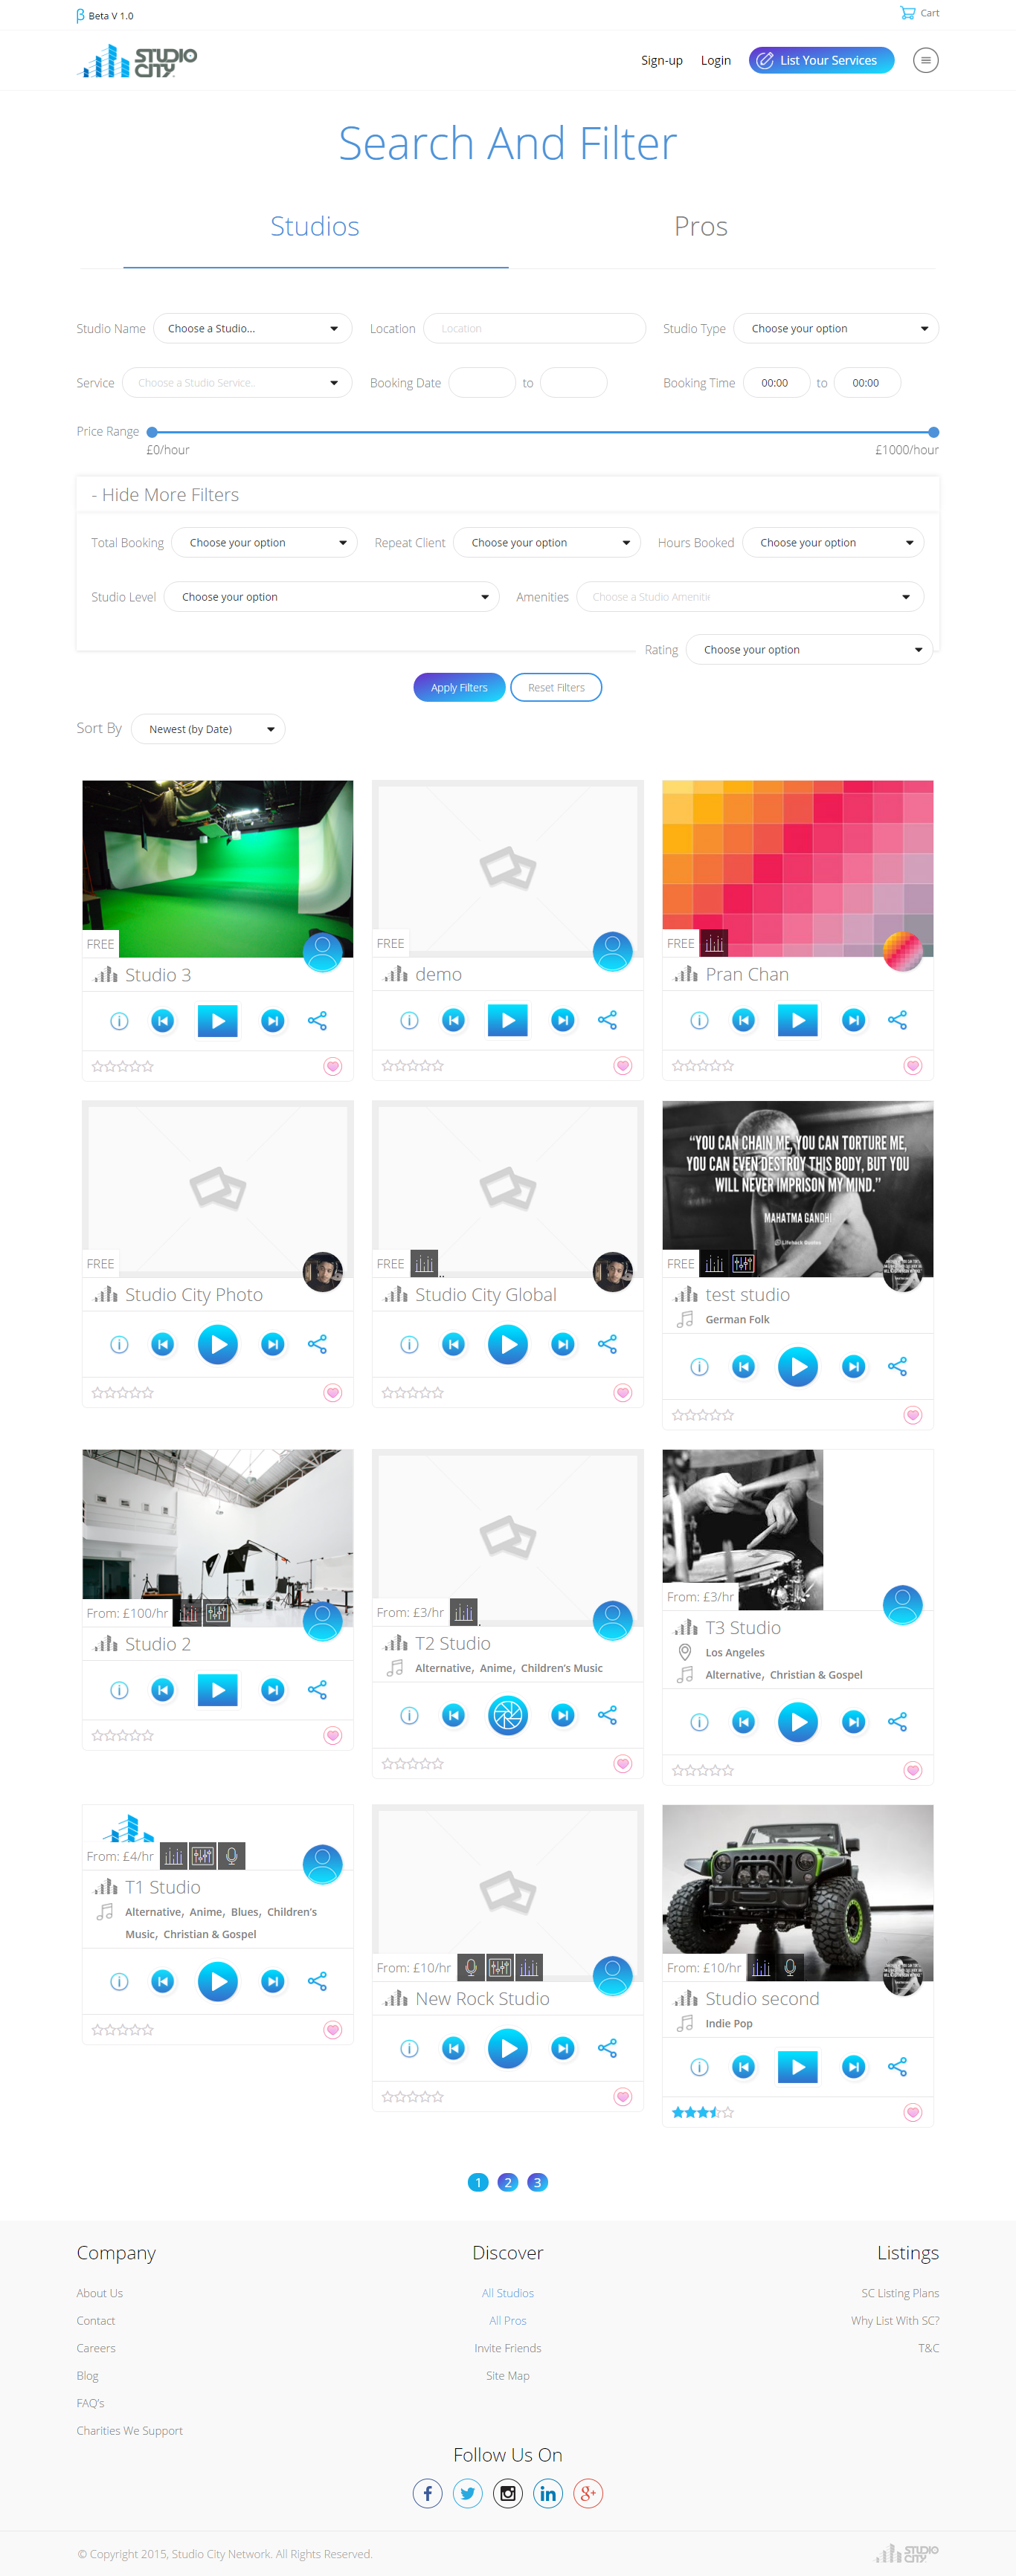 β Beta V 1.0
Cart
STUDIO
CITY
Sign-up
Login
List Your Services
Search And Filter
Studios
Pros
Studio Name
Choose a Studio...
Location
Location
Studio Type
Choose your option
Service
Choose a Studio Service..
Booking Date
to
Booking Time
00:00
to
00:00
Price Range
£0/hour
£1000/hour
- Hide More Filters
Total Booking
Choose your option
Repeat Client
Choose your option
Hours Booked
Choose your option
Studio Level
Choose your option
Amenities
Choose a Studio Ameniti
Rating
Choose your option
Apply Filters
Reset Filters
Sort By
Newest (by Date)
FREE
Studio 3
FREE
demo
FREE
Pran Chan
FREE
Studio City Photo
FREE
..
Studio City Global
“YOU CAN CHAIN ME, YOU CAN TORTURE ME,
YOU CAN EVEN DESTROY THIS BODY, BUT YOU
WILL NEVER IMPRISON MY MIND.”
MAHATMA GANDHI
Lifehack Quotes
FREE
test studio
German Folk
From: £100/hr
Studio 2
From: £3/hr
.
T2 Studio
Alternative, Anime, Children’s Music
From: £3/hr
T3 Studio
Los Angeles
Alternative, Christian & Gospel
From: £4/hr
T1 Studio
Alternative, Anime, Blues, Children’s
Music, Christian & Gospel
From: £10/hr
New Rock Studio
From: £10/hr
Studio second
Indie Pop
1
2
3
Company
About Us
Contact
Careers
Blog
FAQ's
Charities We Support
Discover
All Studios
All Pros
Invite Friends
Site Map
Listings
SC Listing Plans
Why List With SC?
T&C
Follow Us On
© Copyright 2015, Studio City Network. All Rights Reserved.
STUDIO
CITY